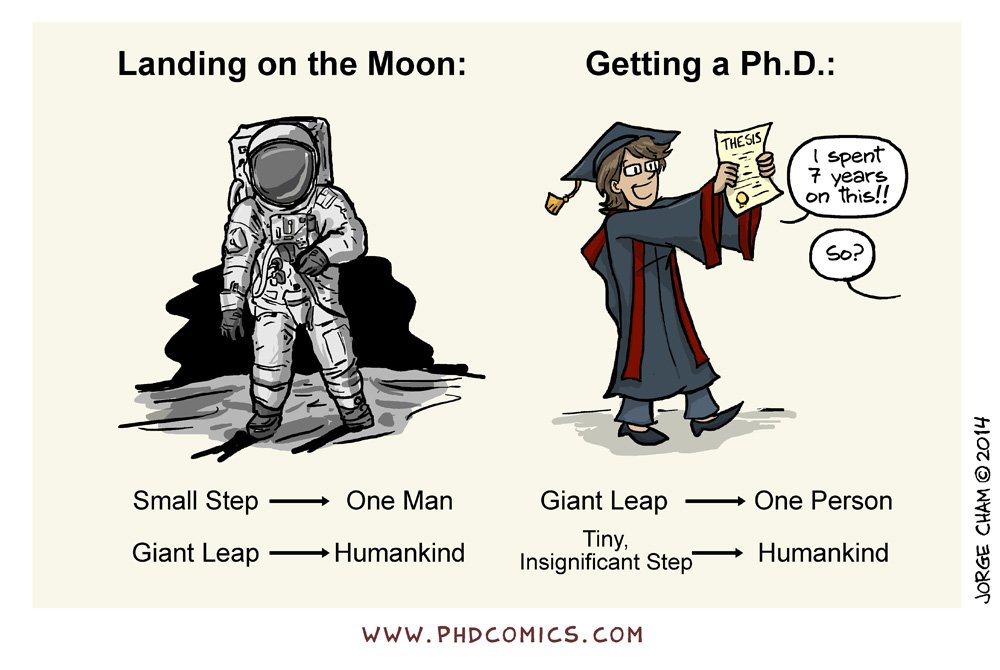 Landing on the Moon:
Getting a Ph.D.:
THESIS
I spent
7 years
on this!!
So?
Small Step → One Man
Giant Leap → Humankind
Giant Leap → One Person
Tiny,
Insignificant Step → Humankind
JORGE CHAM © 2014
WWW.PHDCOMICS.COM